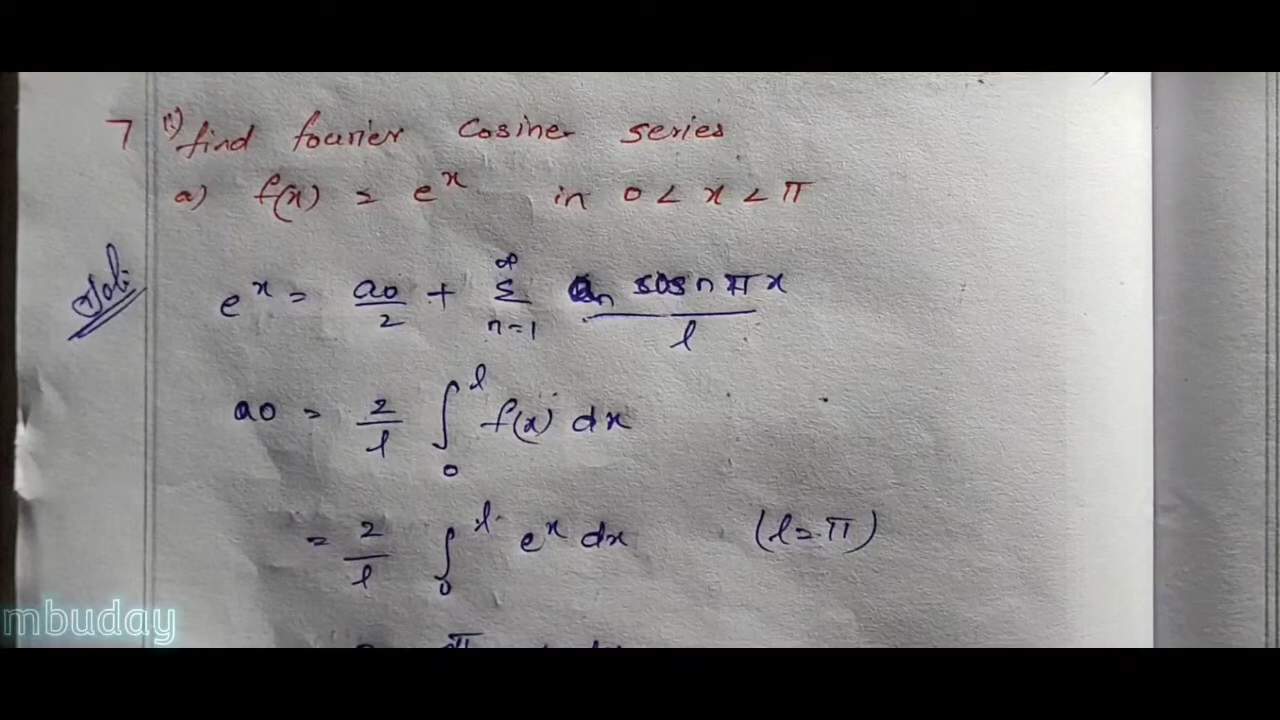 7 i) find fourier cosine series
a) f(x) = e^x in 0 < x < π
Sol:
e^x = a0/2 + Σ_{n=1}^{∞} an cos nπx/l
a0 = 2/l ∫_0^l f(x) dx
= 2/l ∫_0^l e^x dx (l=π)
mbuday